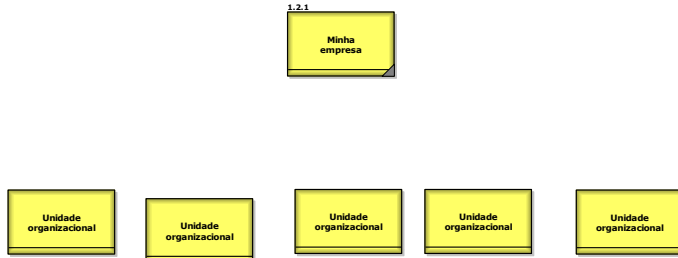 1.2.1
Minha
empresa
Unidade
organizacional
Unidade
organizacional
Unidade
organizacional
Unidade
organizacional
Unidade
organizacional